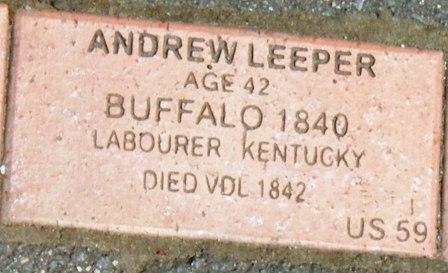 ANDREW LEEPER
AGE 42
BUFFALO 1840
LABOURER KENTUCKY
DIED VDL 1842
US 59